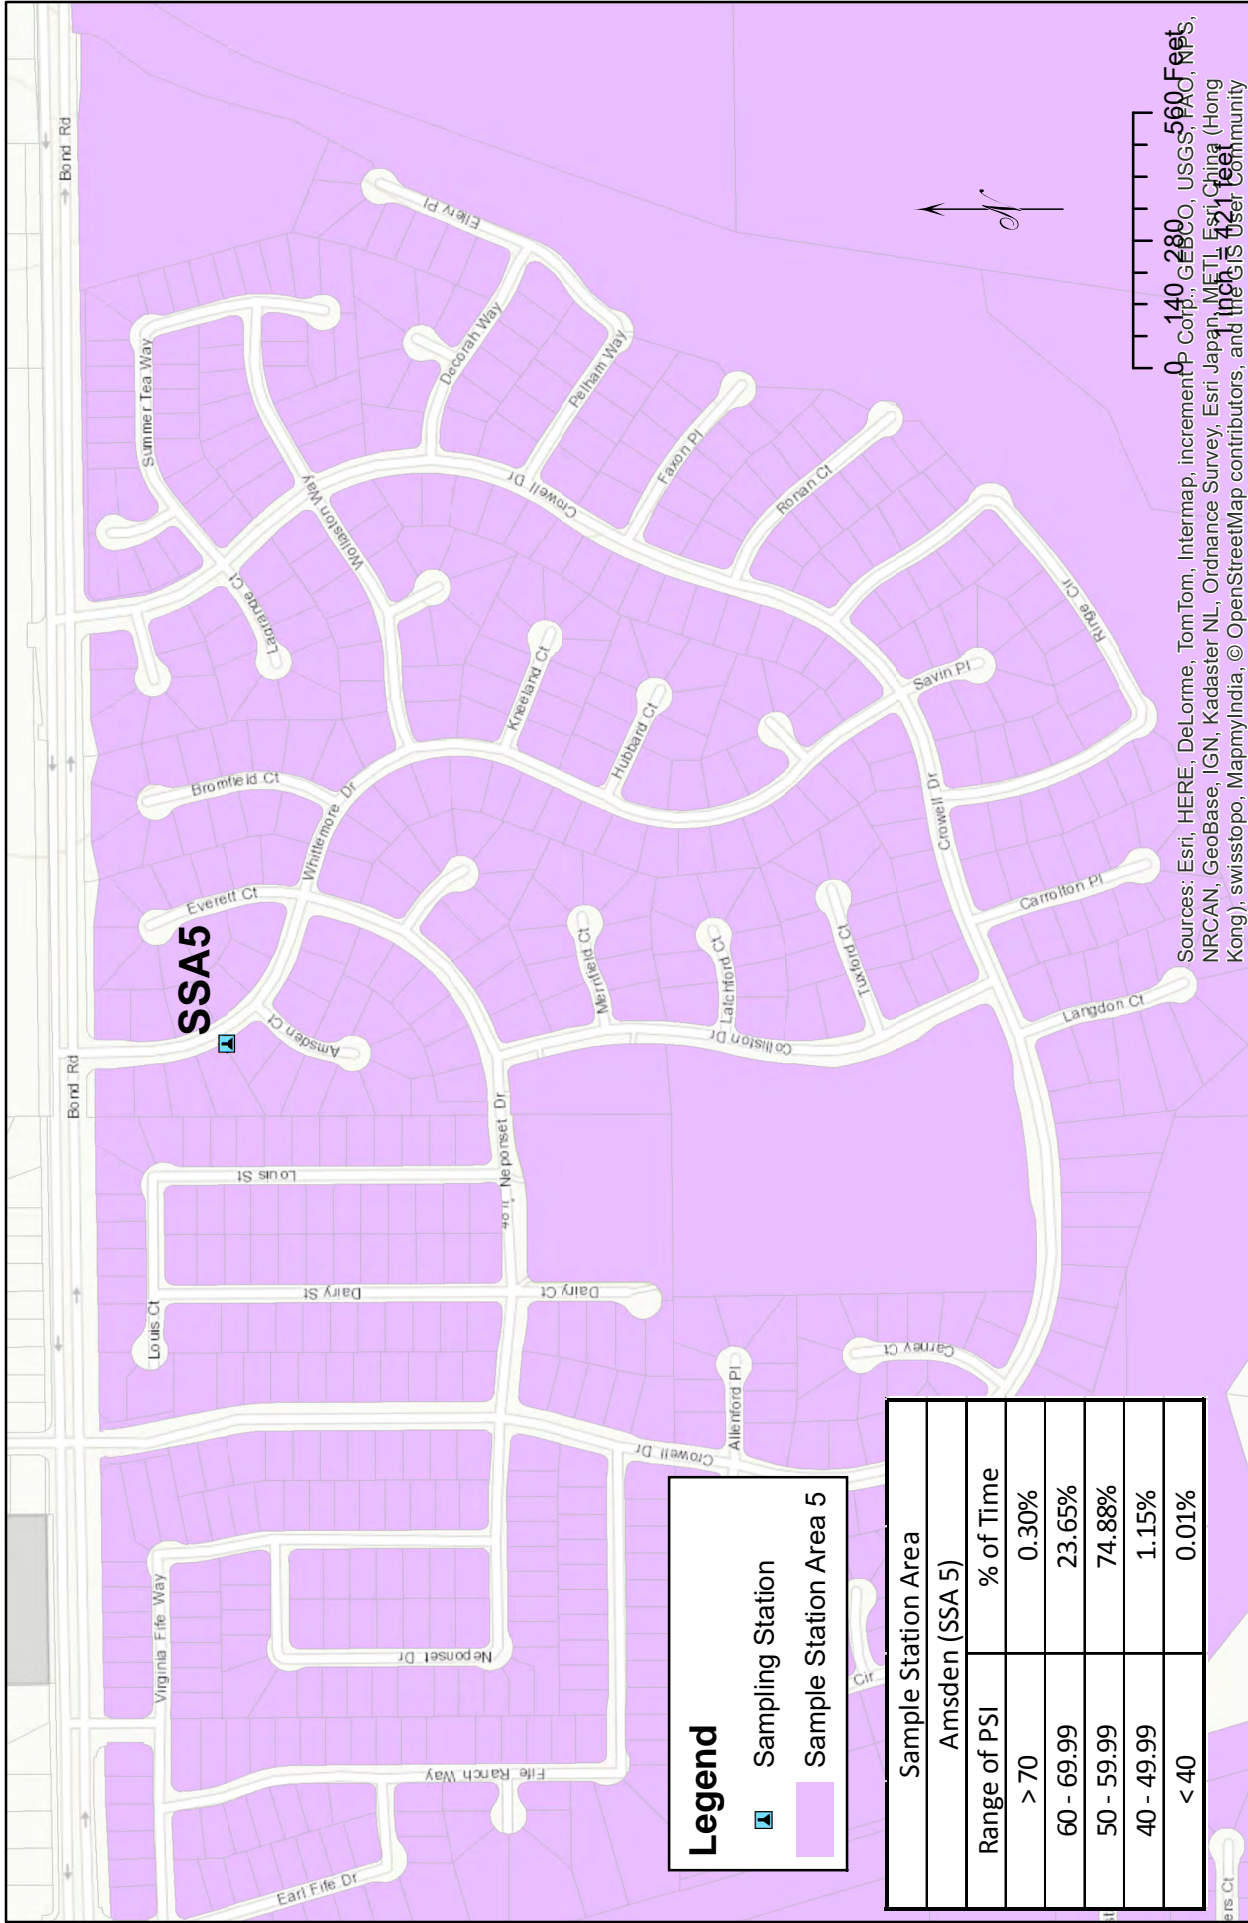 Bond Rd
Bond Rd
SSA5
Summer Tea Way
Ellery Pl
Decorah Way
Pelham Way
Wollaston Way
Lagrange Ct
Crowell Dr
Faxon Pl
Ronan Ct
Ringe Cir
Savin Pl
Kneeland Ct
Hubbard Ct
Bromfield Ct
Whittemore Dr
Everett Ct
Amsden Ct
Merrifield Ct
Latchford Ct
Tuxford Ct
Colliston Dr
Crowell Dr
Carrolton Pl
Langdon Ct
Neponset Dr
Louis St
Louis Ct
Dairy St
Dairy Ct
Carney Ct
Allenford Pl
Crowell Dr
Virginia Fife Way
Neponset Dr
Fife Ranch Way
Earl Fife Dr
Cir
ers Ct
Legend
Sampling Station
Sample Station Area 5
Sample Station Area
Amsden (SSA 5)
Range of PSI % of Time
> 70 0.30%
60 - 69.99 23.65%
50 - 59.99 74.88%
40 - 49.99 1.15%
< 40 0.01%
N
0 140 280 560 Feet
1 inch = 421 feet
Sources: Esri, HERE, DeLorme, TomTom, Intermap, increment P Corp., GEBCO, USGS, FAO, NPS,
NRCAN, GeoBase, IGN, Kadaster NL, Ordnance Survey, Esri Japan, METI, Esri China (Hong
Kong), swisstopo, MapmyIndia, © OpenStreetMap contributors, and the GIS User Community